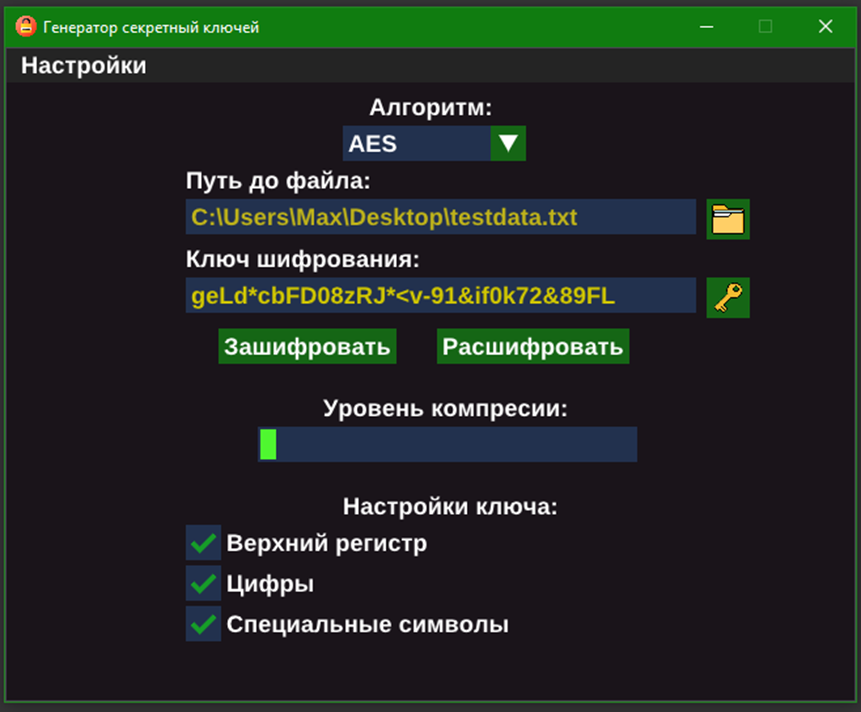 Генератор секретный ключей
Настройки
Алгоритм:
AES
Путь до файла:
C:\Users\Max\Desktop\testdata.txt
Ключ шифрования:
geLd*cbFD08zRJ*<v-91&if0k72&89FL
Зашифровать Расшифровать
Уровень компресии:
Настройки ключа:
Верхний регистр
Цифры
Специальные символы